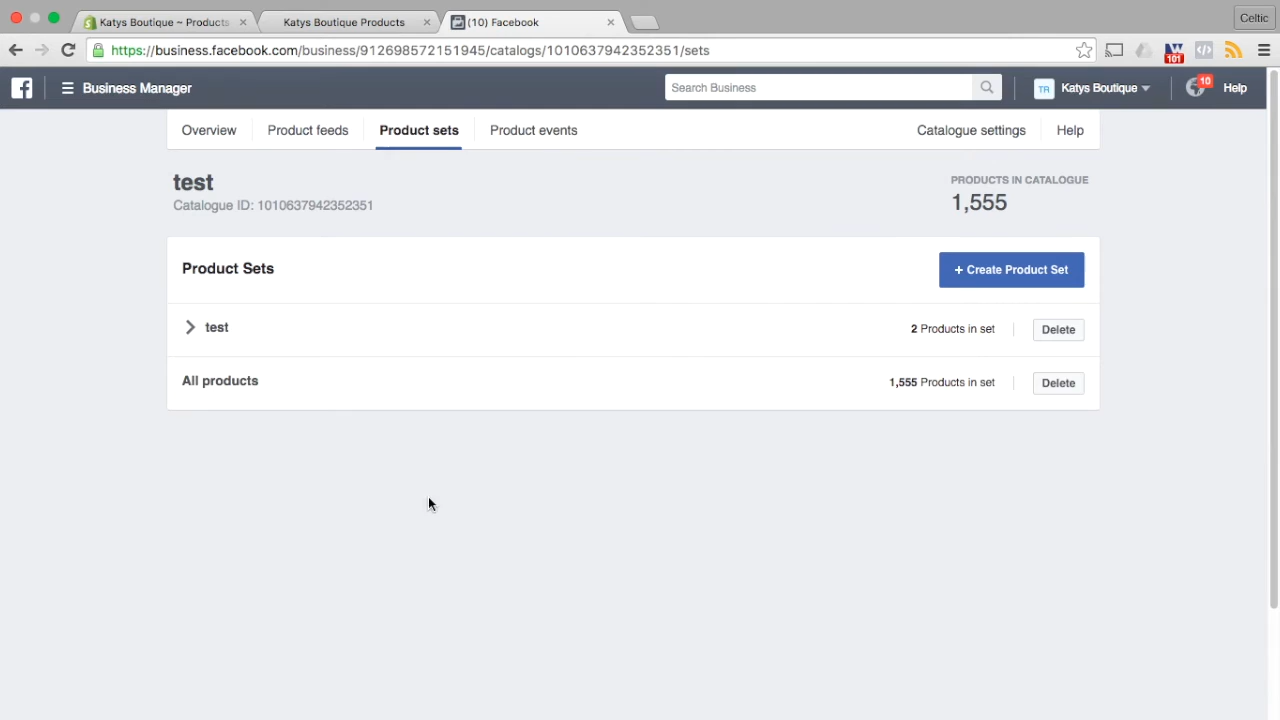 Katys Boutique ~ Products
Katys Boutique Products
(10) Facebook
Celtic
https://business.facebook.com/business/912698572151945/catalogs/1010637942352351/sets
101
Business Manager
Search Business
TR
Katys Boutique
10
Help
Overview
Product feeds
Product sets
Product events
Catalogue settings
Help
test
Catalogue ID: 1010637942352351
PRODUCTS IN CATALOGUE
1,555
Product Sets
+ Create Product Set
test
2 Products in set
Delete
All products
1,555 Products in set
Delete